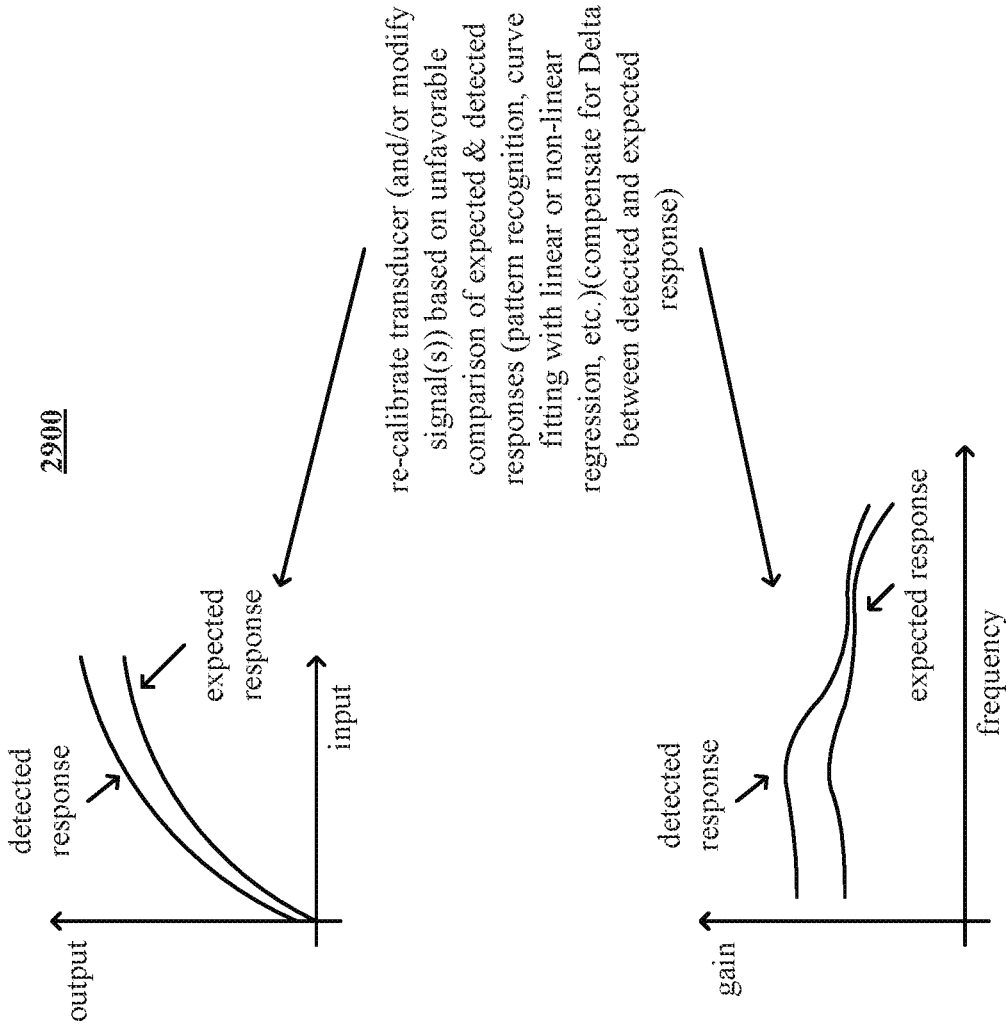 2900
output
detected
response
expected
response
input
re-calibrate transducer (and/or modify
signal(s)) based on unfavorable
comparison of expected & detected
responses (pattern recognition, curve
fitting with linear or non-linear
regression, etc.)(compensate for Delta
between detected and expected
response)
gain
detected
response
expected response
frequency